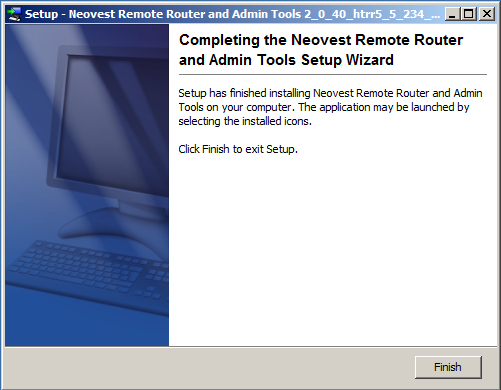 Setup - Neovest Remote Router and Admin Tools 2_0_40_htrr5_5_234_...
Completing the Neovest Remote Router
and Admin Tools Setup Wizard
Setup has finished installing Neovest Remote Router and Admin
Tools on your computer. The application may be launched by
selecting the installed icons.
Click Finish to exit Setup.
Finish